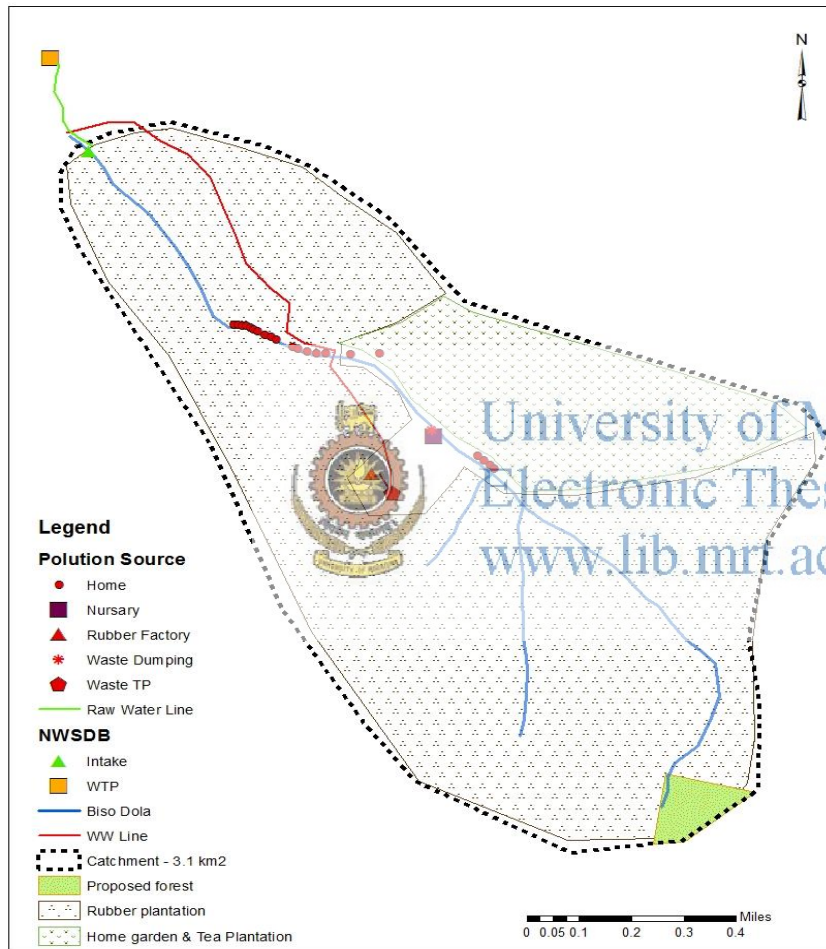 N
University of M
Electronic Thes
www.lib.mrt.ac
Legend
Polution Source
Home
Nursary
Rubber Factory
Waste Dumping
Waste TP
Raw Water Line
NWSDB
Intake
WTP
Biso Dola
WW Line
Catchment - 3.1 km2
Proposed forest
Rubber plantation
Home garden & Tea Plantation
Miles
0 0.05 0.1 0.2 0.3 0.4